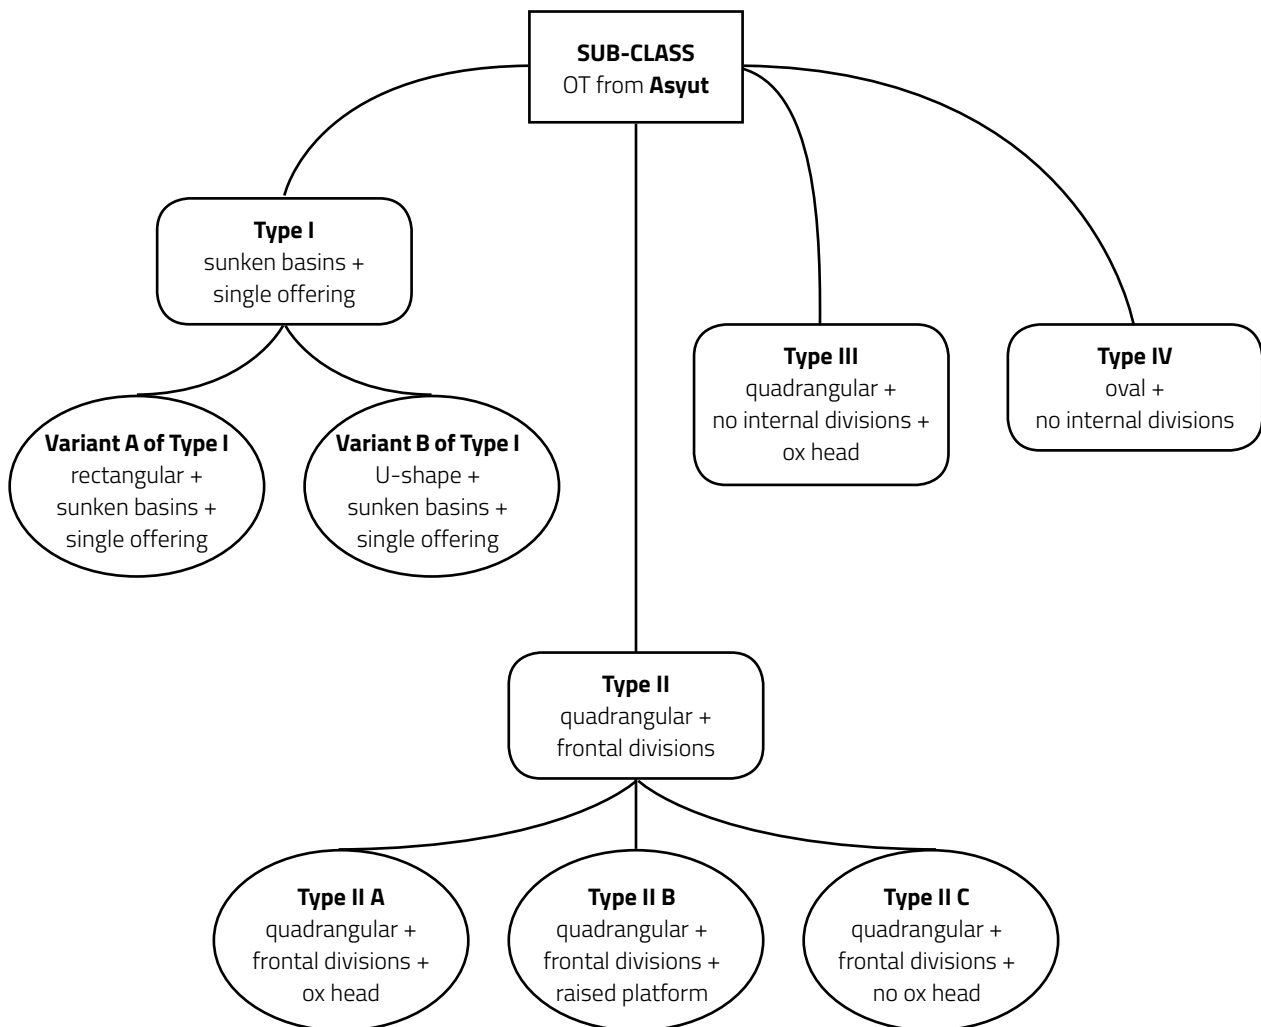 SUB-CLASS
OT from Asyut
Type I
sunken basins +
single offering
Variant A of Type I
rectangular +
sunken basins +
single offering
Variant B of Type I
U-shape +
sunken basins +
single offering
Type III
quadrangular +
no internal divisions +
ox head
Type IV
oval +
no internal divisions
Type II
quadrangular +
frontal divisions
Type II A
quadrangular +
frontal divisions +
ox head
Type II B
quadrangular +
frontal divisions +
raised platform
Type II C
quadrangular +
frontal divisions +
no ox head